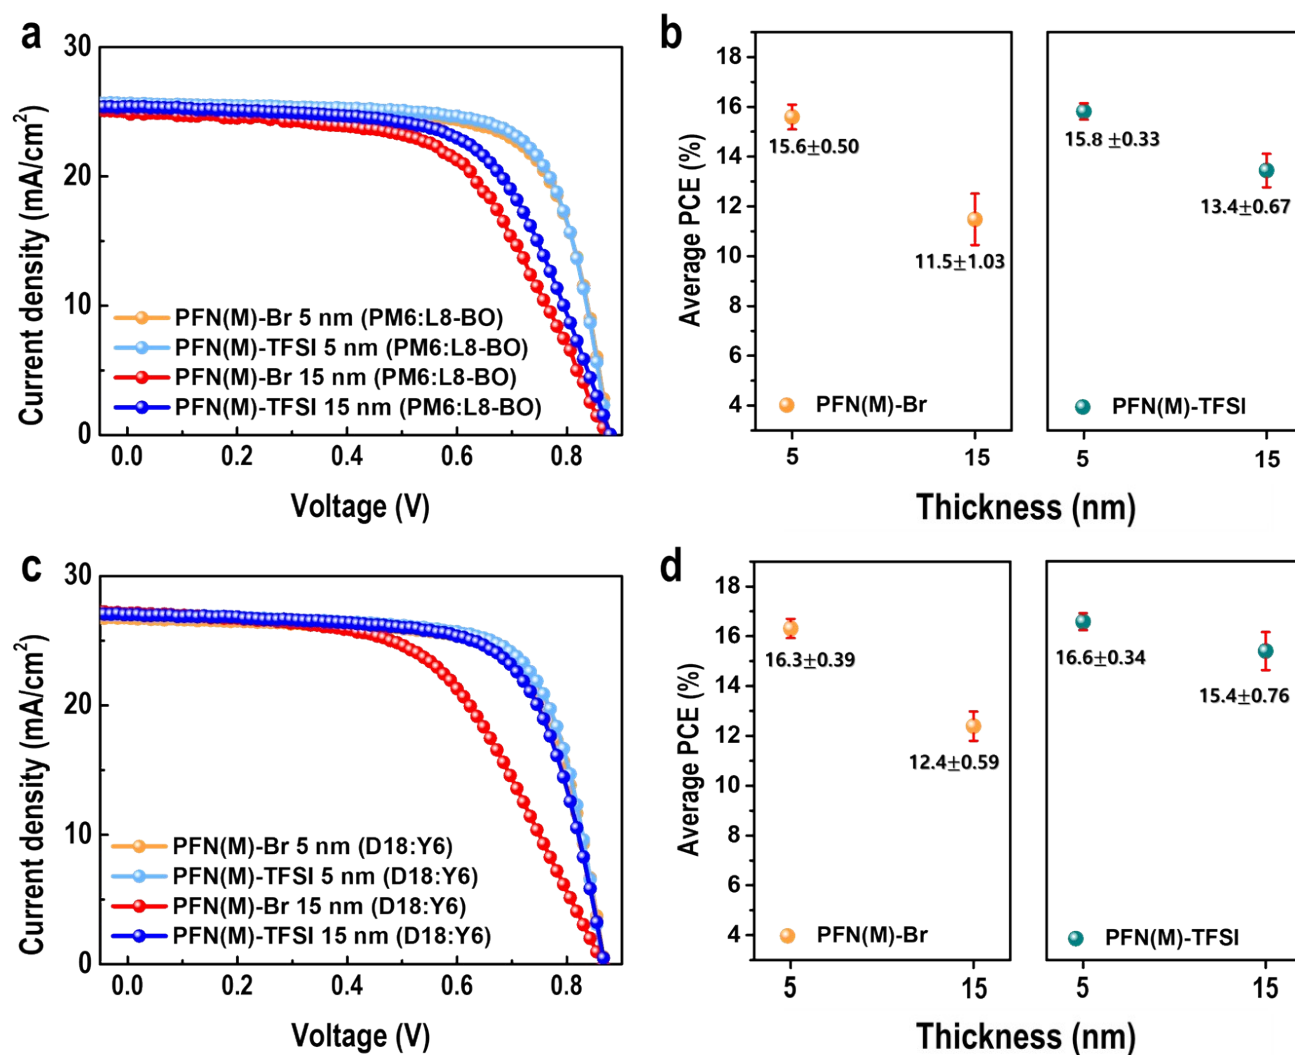 a
30
20
10
0
Current density (mA/cm²)
PFN(M)-Br 5 nm (PM6:L8-BO)
PFN(M)-TFSI 5 nm (PM6:L8-BO)
PFN(M)-Br 15 nm (PM6:L8-BO)
PFN(M)-TFSI 15 nm (PM6:L8-BO)
0.0 0.2 0.4 0.6 0.8
Voltage (V)
b
18
16
14
12
10
8
6
4
Average PCE (%)
15.6±0.50
11.5±1.03
PFN(M)-Br
15.8 ±0.33
13.4±0.67
PFN(M)-TFSI
5 15 5 15
Thickness (nm)
c
30
20
10
0
Current density (mA/cm²)
PFN(M)-Br 5 nm (D18:Y6)
PFN(M)-TFSI 5 nm (D18:Y6)
PFN(M)-Br 15 nm (D18:Y6)
PFN(M)-TFSI 15 nm (D18:Y6)
0.0 0.2 0.4 0.6 0.8
Voltage (V)
d
18
16
14
12
10
8
6
4
Average PCE (%)
16.3±0.39
12.4±0.59
PFN(M)-Br
16.6±0.34
15.4±0.76
PFN(M)-TFSI
5 15 5 15
Thickness (nm)